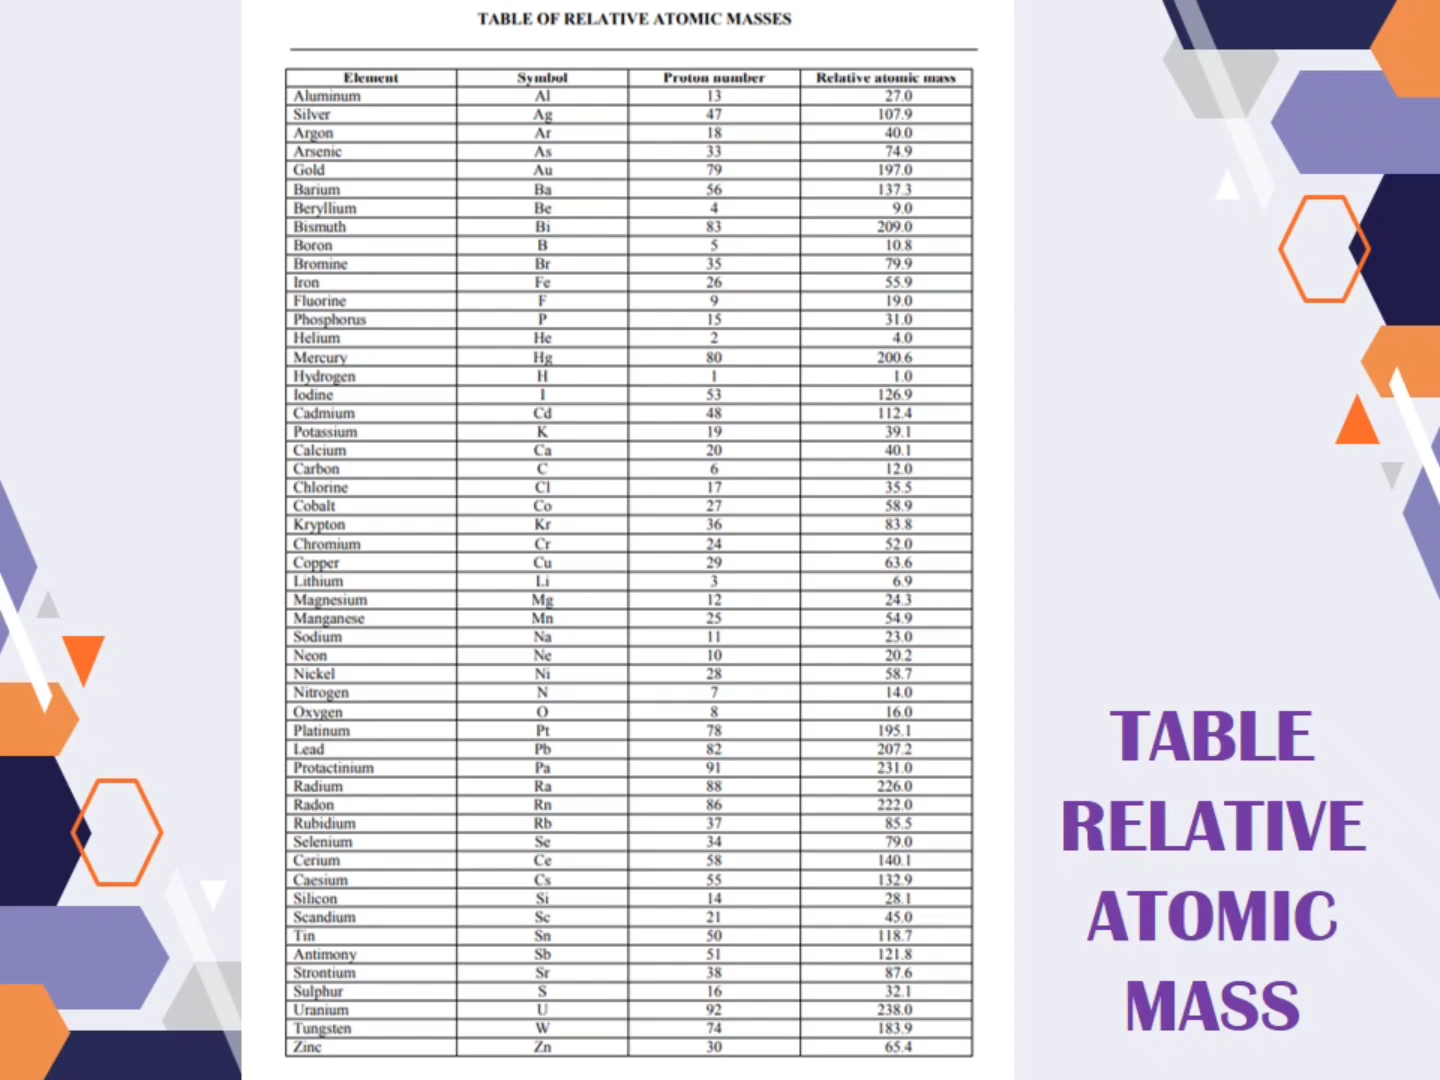 TABLE OF RELATIVE ATOMIC MASSES
Element Symbol Proton number Relative atomic mass
Aluminum Al 13 27.0
Silver Ag 47 107.9
Argon Ar 18 40.0
Arsenic As 33 74.9
Gold Au 79 197.0
Barium Ba 56 137.3
Beryllium Be 4 9.0
Bismuth Bi 83 209.0
Boron B 5 10.8
Bromine Br 35 79.9
Iron Fe 26 55.9
Fluorine F 9 19.0
Phosphorus P 15 31.0
Helium He 2 4.0
Mercury Hg 80 200.6
Hydrogen H 1 1.0
Iodine I 53 126.9
Cadmium Cd 48 112.4
Potassium K 19 39.1
Calcium Ca 20 40.1
Carbon C 6 12.0
Chlorine Cl 17 35.5
Cobalt Co 27 58.9
Krypton Kr 36 83.8
Chromium Cr 24 52.0
Copper Cu 29 63.6
Lithium Li 3 6.9
Magnesium Mg 12 24.3
Manganese Mn 25 54.9
Sodium Na 11 23.0
Neon Ne 10 20.2
Nickel Ni 28 58.7
Nitrogen N 7 14.0
Oxygen O 8 16.0
Platinum Pt 78 195.1
Lead Pb 82 207.2
Protactinium Pa 91 231.0
Radium Ra 88 226.0
Radon Rn 86 222.0
Rubidium Rb 37 85.5
Selenium Se 34 79.0
Cerium Ce 58 140.1
Caesium Cs 55 132.9
Silicon Si 14 28.1
Scandium Sc 21 45.0
Tin Sn 50 118.7
Antimony Sb 51 121.8
Strontium Sr 38 87.6
Sulphur S 16 32.1
Uranium U 92 238.0
Tungsten W 74 183.9
Zinc Zn 30 65.4
TABLE
RELATIVE
ATOMIC
MASS